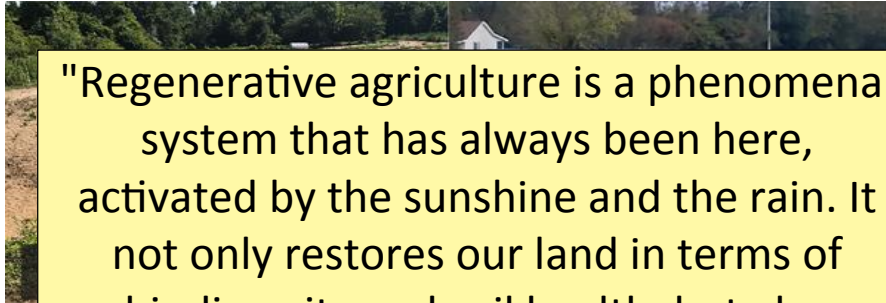 "Regenerative agriculture is a phenomena
system that has always been here,
activated by the sunshine and the rain. It
not only restores our land in terms of